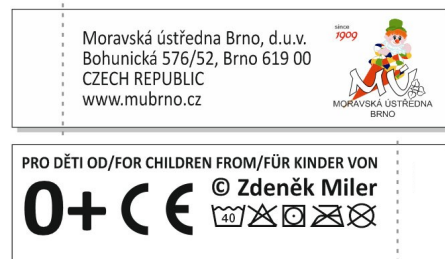 Moravská ústředna Brno, d.u.v.
Bohunická 576/52, Brno 619 00
CZECH REPUBLIC
www.mubrno.cz
since
1909
MÚ
MORAVSKÁ ÚSTŘEDNA
BRNO
PRO DĚTI OD/FOR CHILDREN FROM/FÜR KINDER VON
0+ CE
© Zdeněk Miler
40